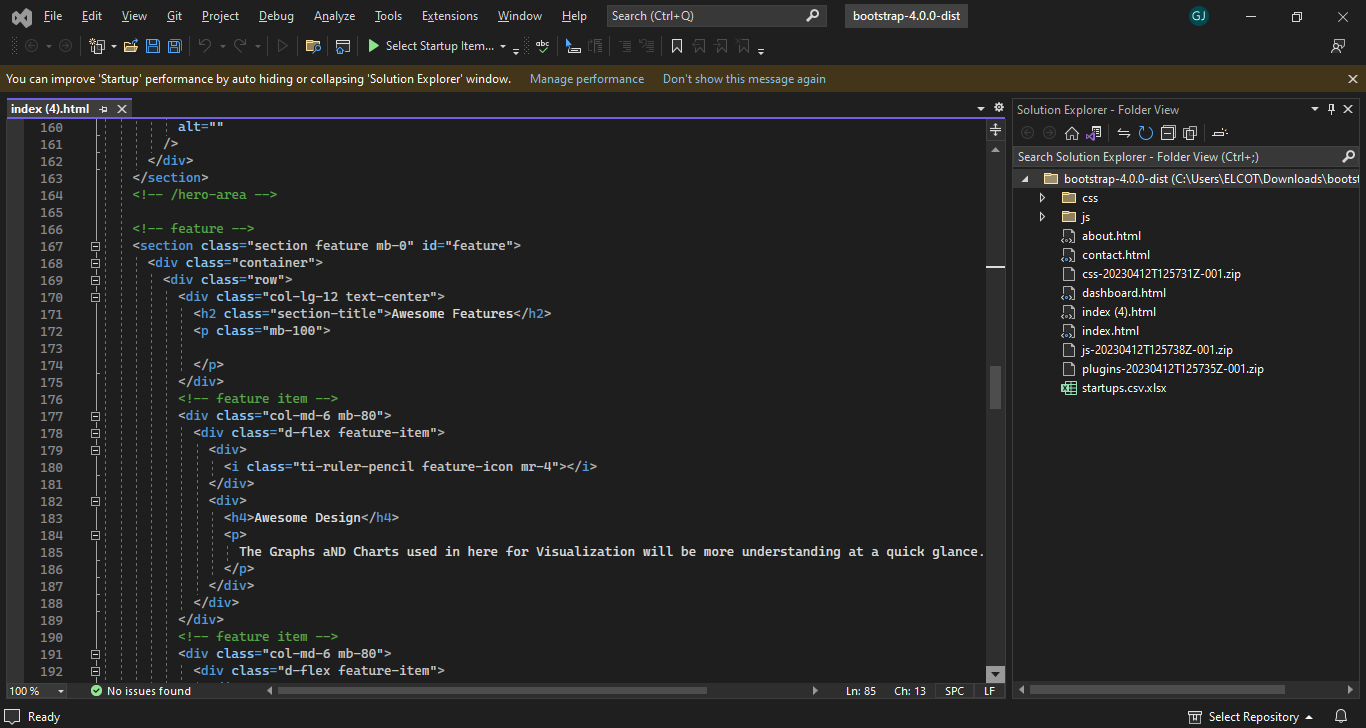 File Edit View Git Project Debug Analyze Tools Extensions Window Help Search (Ctrl+Q) bootstrap-4.0.0-dist GJ
Select Startup Item...
You can improve 'Startup' performance by auto hiding or collapsing 'Solution Explorer' window. Manage performance Don't show this message again
index (4).html
160 alt=""
161 />
162 </div>
163 </section>
164 <!-- /hero-area -->
165
166 <!-- feature -->
167 <section class="section feature mb-0" id="feature">
168 <div class="container">
169 <div class="row">
170 <div class="col-lg-12 text-center">
171 <h2 class="section-title">Awesome Features</h2>
172 <p class="mb-100">
173
174 </p>
175 </div>
176 <!-- feature item -->
177 <div class="col-md-6 mb-80">
178 <div class="d-flex feature-item">
179 <div>
180 <i class="ti-ruler-pencil feature-icon mr-4"></i>
181 </div>
182 <div>
183 <h4>Awesome Design</h4>
184 <p>
185 The Graphs aND Charts used in here for Visualization will be more understanding at a quick glance.
186 </p>
187 </div>
188 </div>
189 </div>
190 <!-- feature item -->
191 <div class="col-md-6 mb-80">
192 <div class="d-flex feature-item">
100 % No issues found Ln: 85 Ch: 13 SPC LF
Solution Explorer - Folder View
Search Solution Explorer - Folder View (Ctrl+;)
bootstrap-4.0.0-dist (C:\Users\ELCOT\Downloads\bootst
css
js
about.html
contact.html
css-20230412T125731Z-001.zip
dashboard.html
index (4).html
index.html
js-20230412T125738Z-001.zip
plugins-20230412T125735Z-001.zip
startups.csv.xlsx
Ready Select Repository